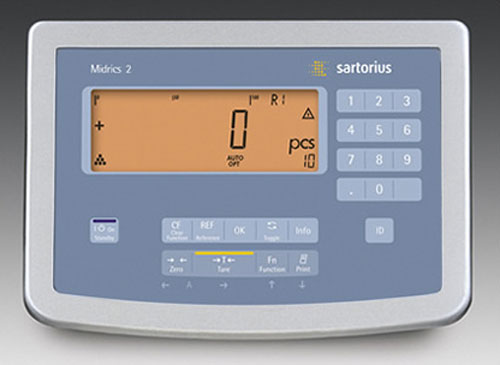 Midrics 2
sartorius
R1
+
0
pcs
AUTO
OPT
10
1 2 3
4 5 6
7 8 9
. 0
I On
Standby
CF
Clear
Function
REF
Reference
OK
Toggle
Info
ID
Zero
Tare
Fn
Function
Print
← A → ↑ ↓